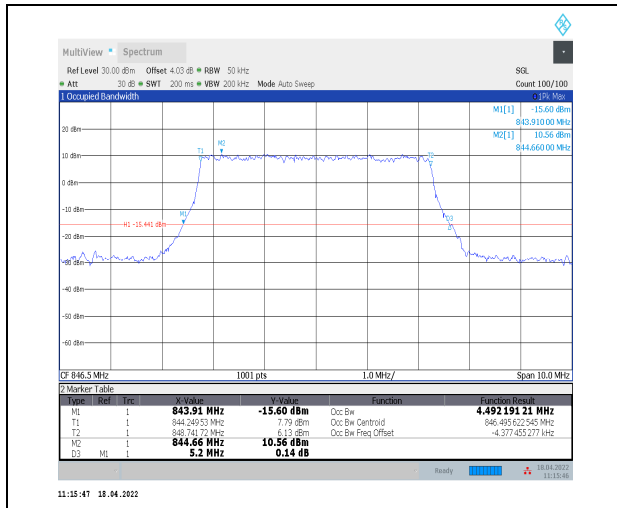 MultiView Spectrum
Ref Level 30.00 dBm Offset 4.03 dB RBW 50 kHz SGL
Att 30 dB SWT 200 ms VBW 200 kHz Mode Auto Sweep Count 100/100
1 Occupied Bandwidth 1Pk Max
M1[1] -15.60 dBm
843.91000 MHz
M2[1] 10.56 dBm
844.66000 MHz
20 dBm
M2
T1 T2
10 dBm
0 dBm
-10 dBm
M1
D3
H1 -15.441 dBm
-20 dBm
-30 dBm
-40 dBm
-50 dBm
-60 dBm
CF 846.5 MHz 1001 pts 1.0 MHz/ Span 10.0 MHz
2 Marker Table
Type Ref Trc X-Value Y-Value Function Function Result
M1 1 843.91 MHz -15.60 dBm Occ Bw 4.492 191 21 MHz
T1 1 844.249 53 MHz 7.79 dBm Occ Bw Centroid 846.495 622 545 MHz
T2 1 848.741 72 MHz 6.13 dBm Occ Bw Freq Offset -4.377 455 277 kHz
M2 1 844.66 MHz 10.56 dBm
D3 M1 1 5.2 MHz 0.14 dB
Ready 18.04.2022
11:15:46
11:15:47 18.04.2022